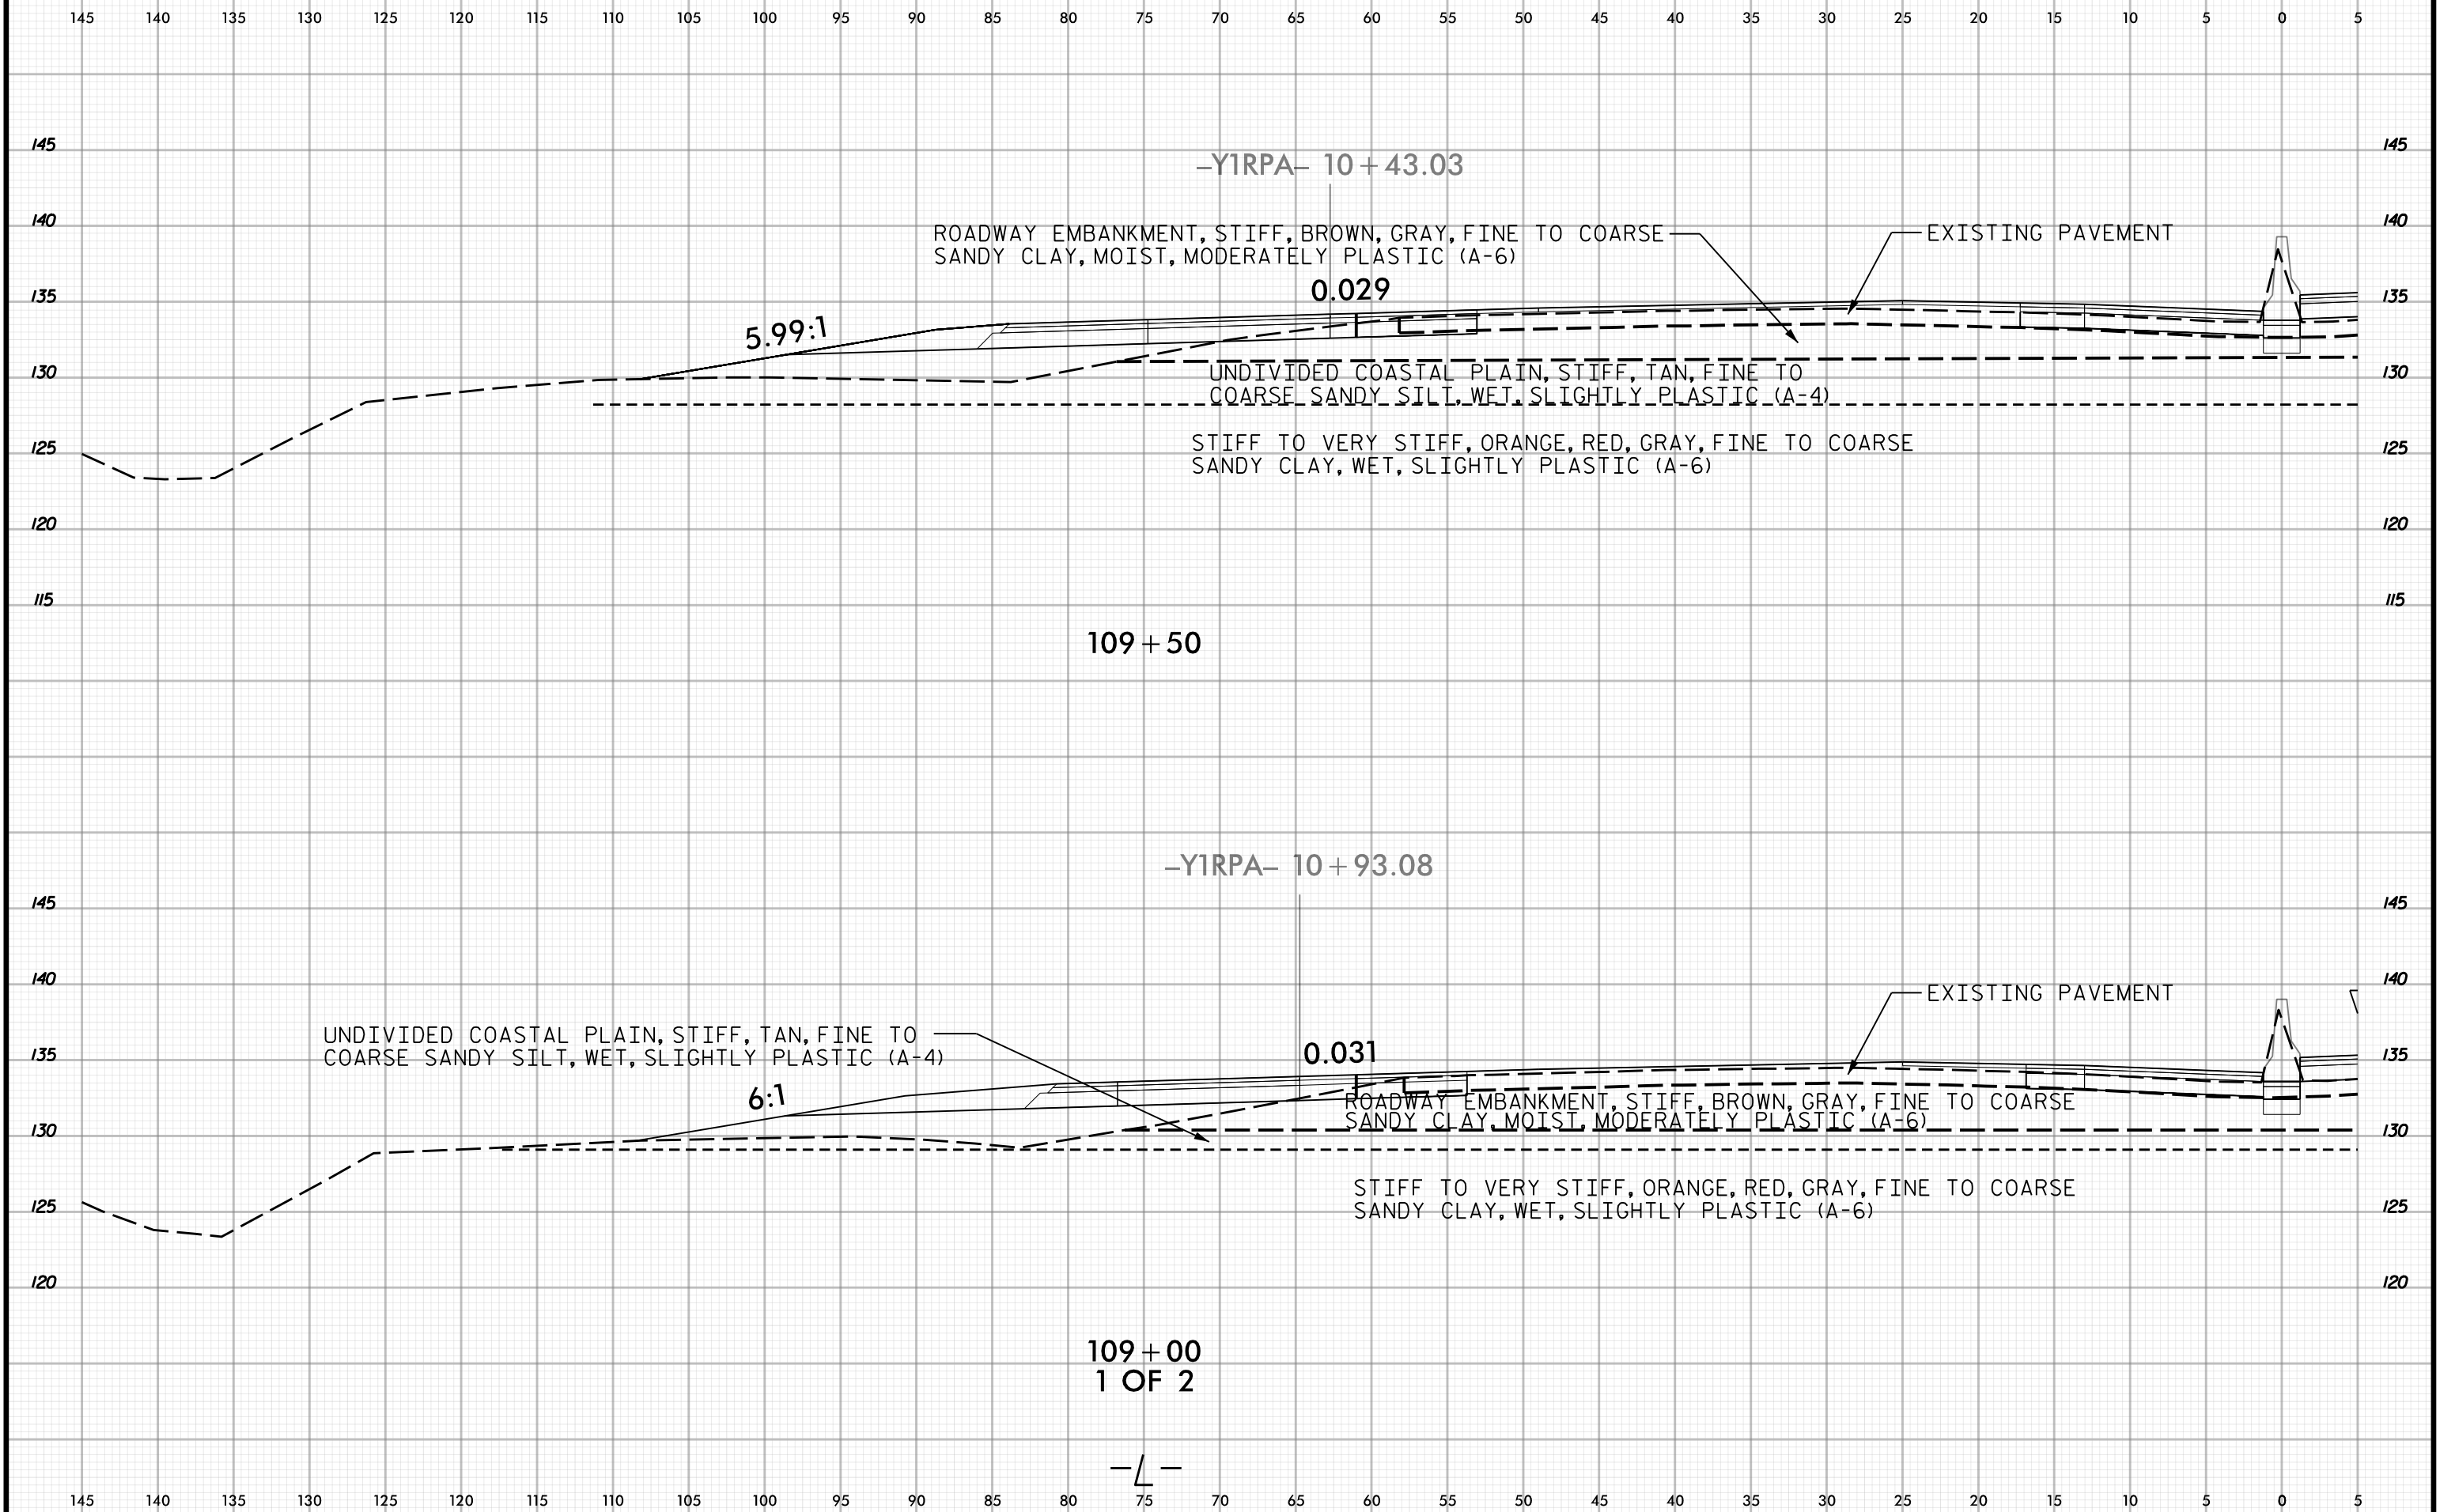 145 140 135 130 125 120 115 110 105 100 95 90 85 80 75 70 65 60 55 50 45 40 35 30 25 20 15 10 5 0 5
145 145
–Y1RPA– 10+43.03
140 140
ROADWAY EMBANKMENT, STIFF, BROWN, GRAY, FINE TO COARSE EXISTING PAVEMENT
SANDY CLAY, MOIST, MODERATELY PLASTIC (A-6)
135 0.029 135
5.99:1
130 130
UNDIVIDED COASTAL PLAIN, STIFF, TAN, FINE TO
COARSE SANDY SILT, WET, SLIGHTLY PLASTIC (A-4)
125 STIFF TO VERY STIFF, ORANGE, RED, GRAY, FINE TO COARSE 125
SANDY CLAY, WET, SLIGHTLY PLASTIC (A-6)
120 120
115 115
109+50
–Y1RPA– 10+93.08
145 145
140 140
EXISTING PAVEMENT
UNDIVIDED COASTAL PLAIN, STIFF, TAN, FINE TO
COARSE SANDY SILT, WET, SLIGHTLY PLASTIC (A-4)
135 0.031 135
6:1
ROADWAY EMBANKMENT, STIFF, BROWN, GRAY, FINE TO COARSE
SANDY CLAY, MOIST, MODERATELY PLASTIC (A-6)
130 130
STIFF TO VERY STIFF, ORANGE, RED, GRAY, FINE TO COARSE
SANDY CLAY, WET, SLIGHTLY PLASTIC (A-6)
125 125
120 120
109+00
1 OF 2
–L–
145 140 135 130 125 120 115 110 105 100 95 90 85 80 75 70 65 60 55 50 45 40 35 30 25 20 15 10 5 0 5